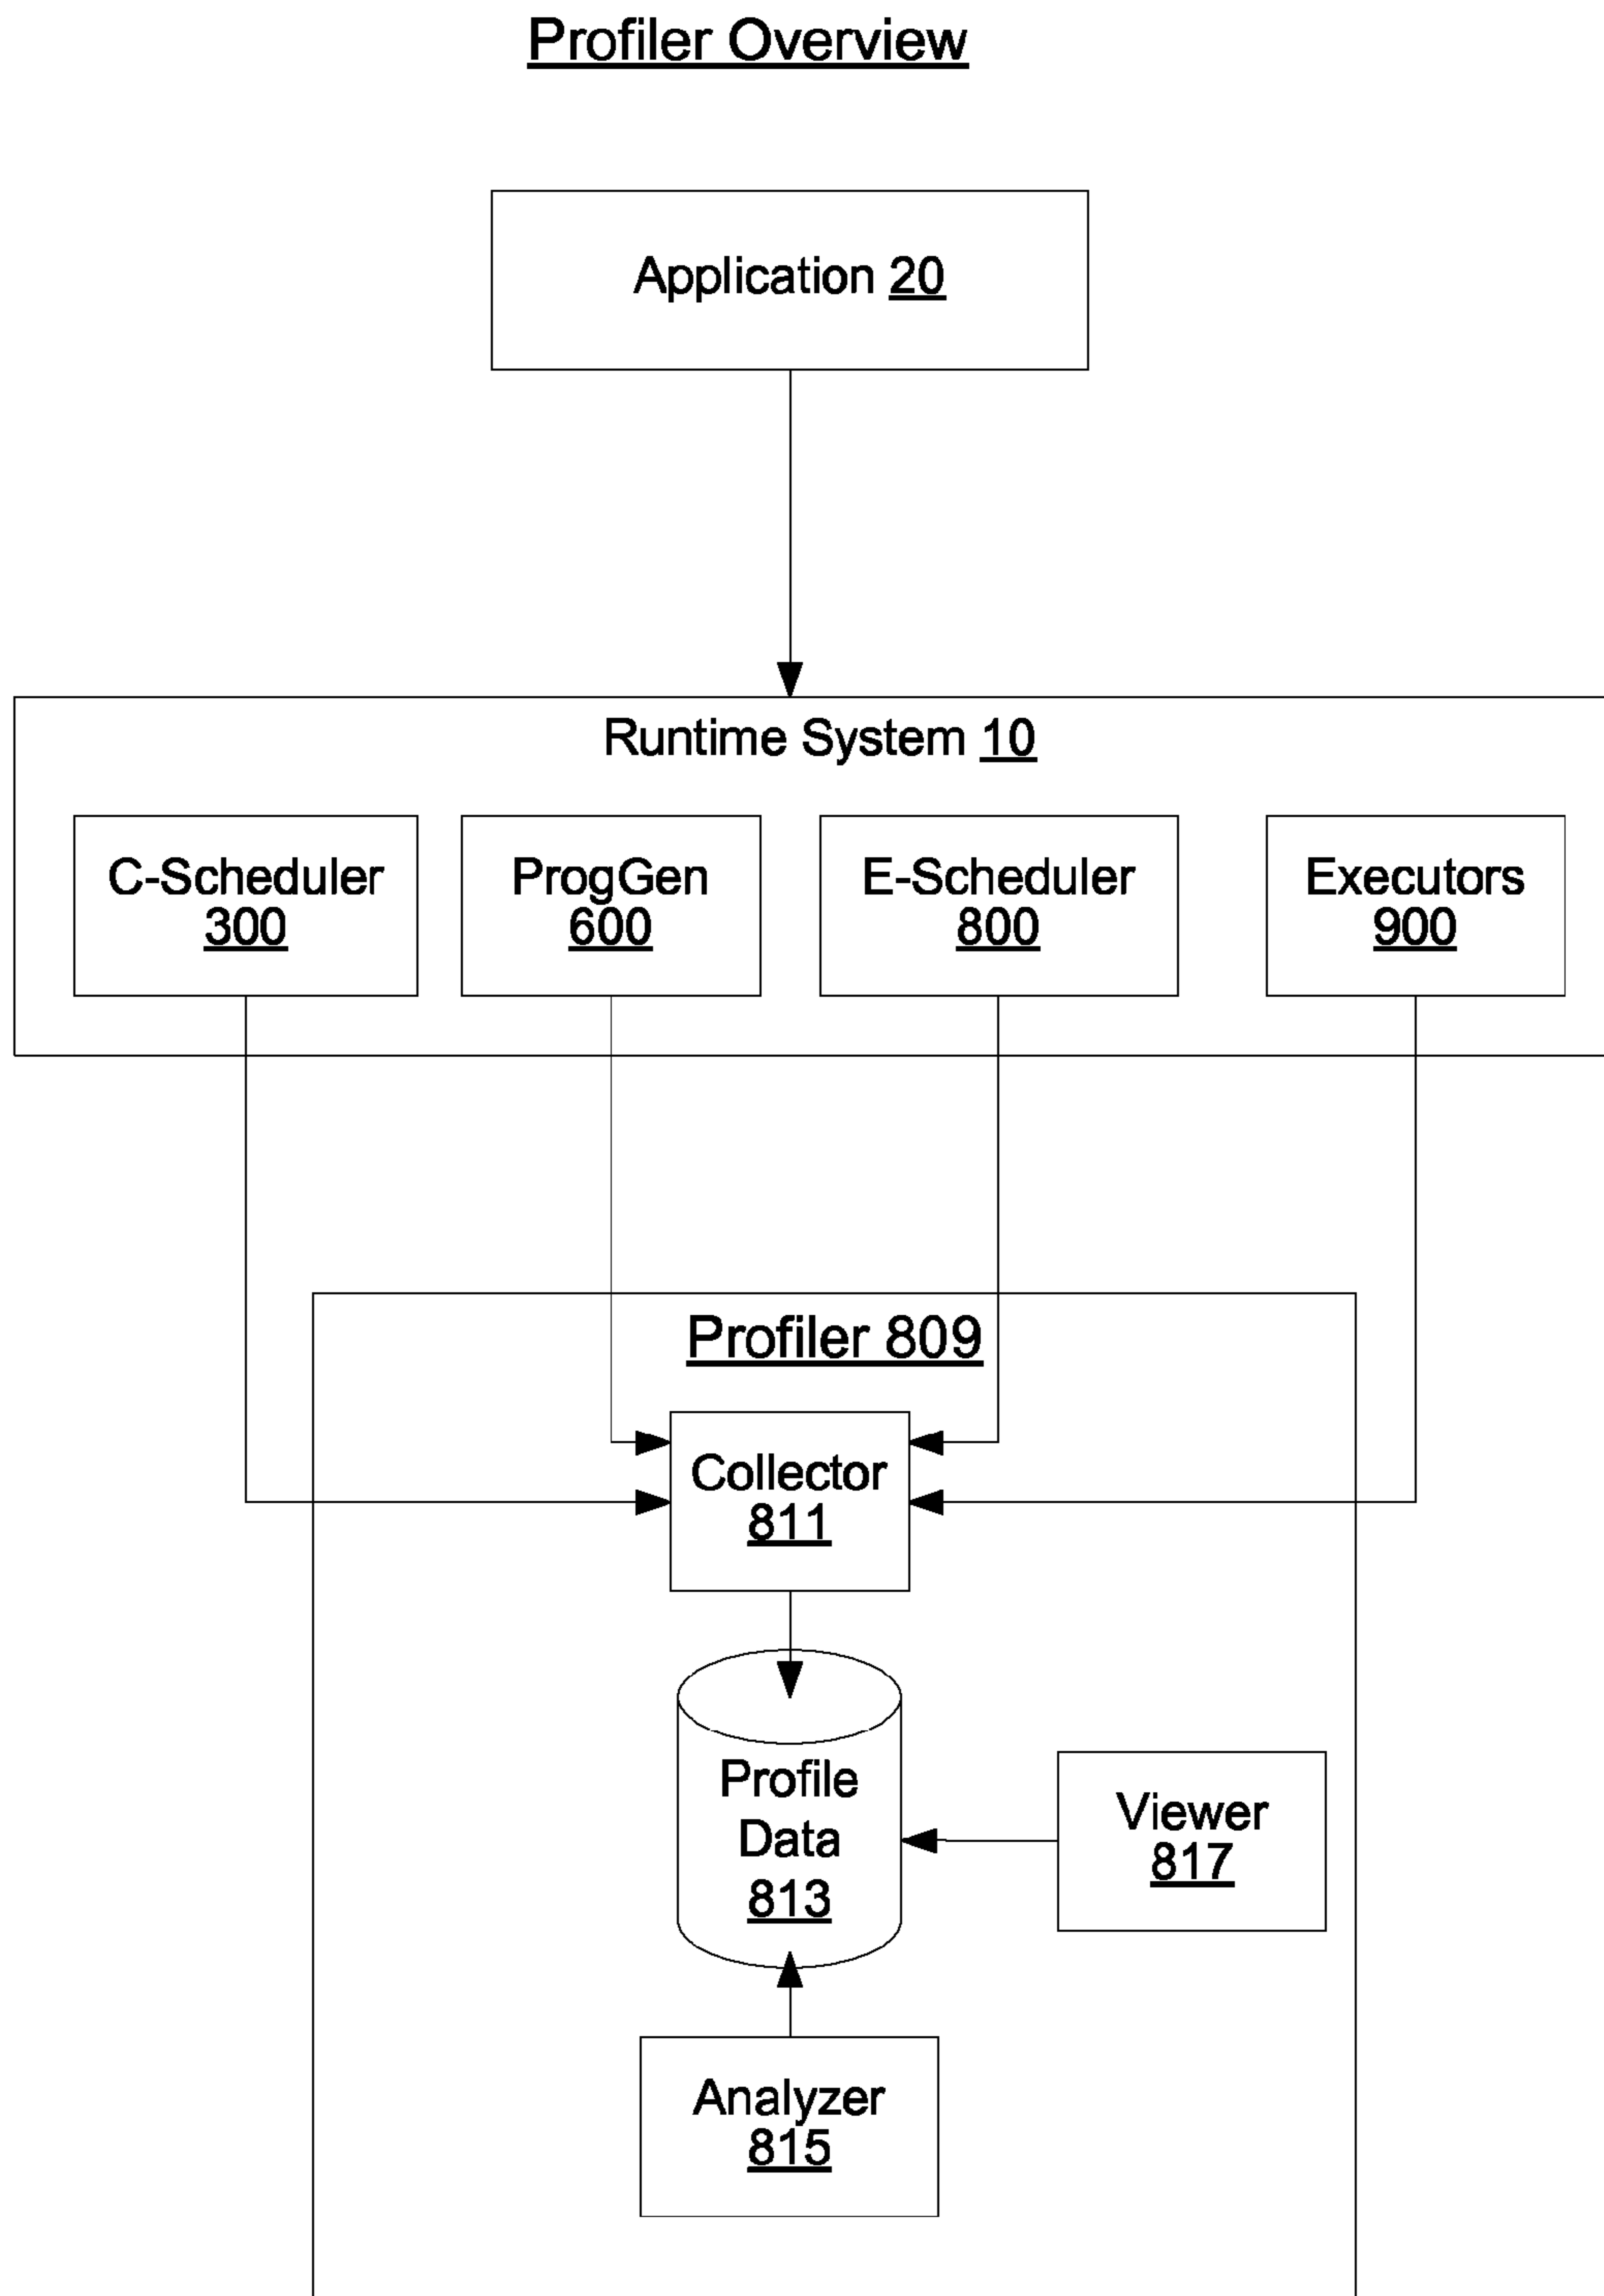 Profiler Overview
Application 20
Runtime System 10
C-Scheduler
300
ProgGen
600
E-Scheduler
800
Executors
900
Profiler 809
Collector
811
Profile
Data
813
Viewer
817
Analyzer
815